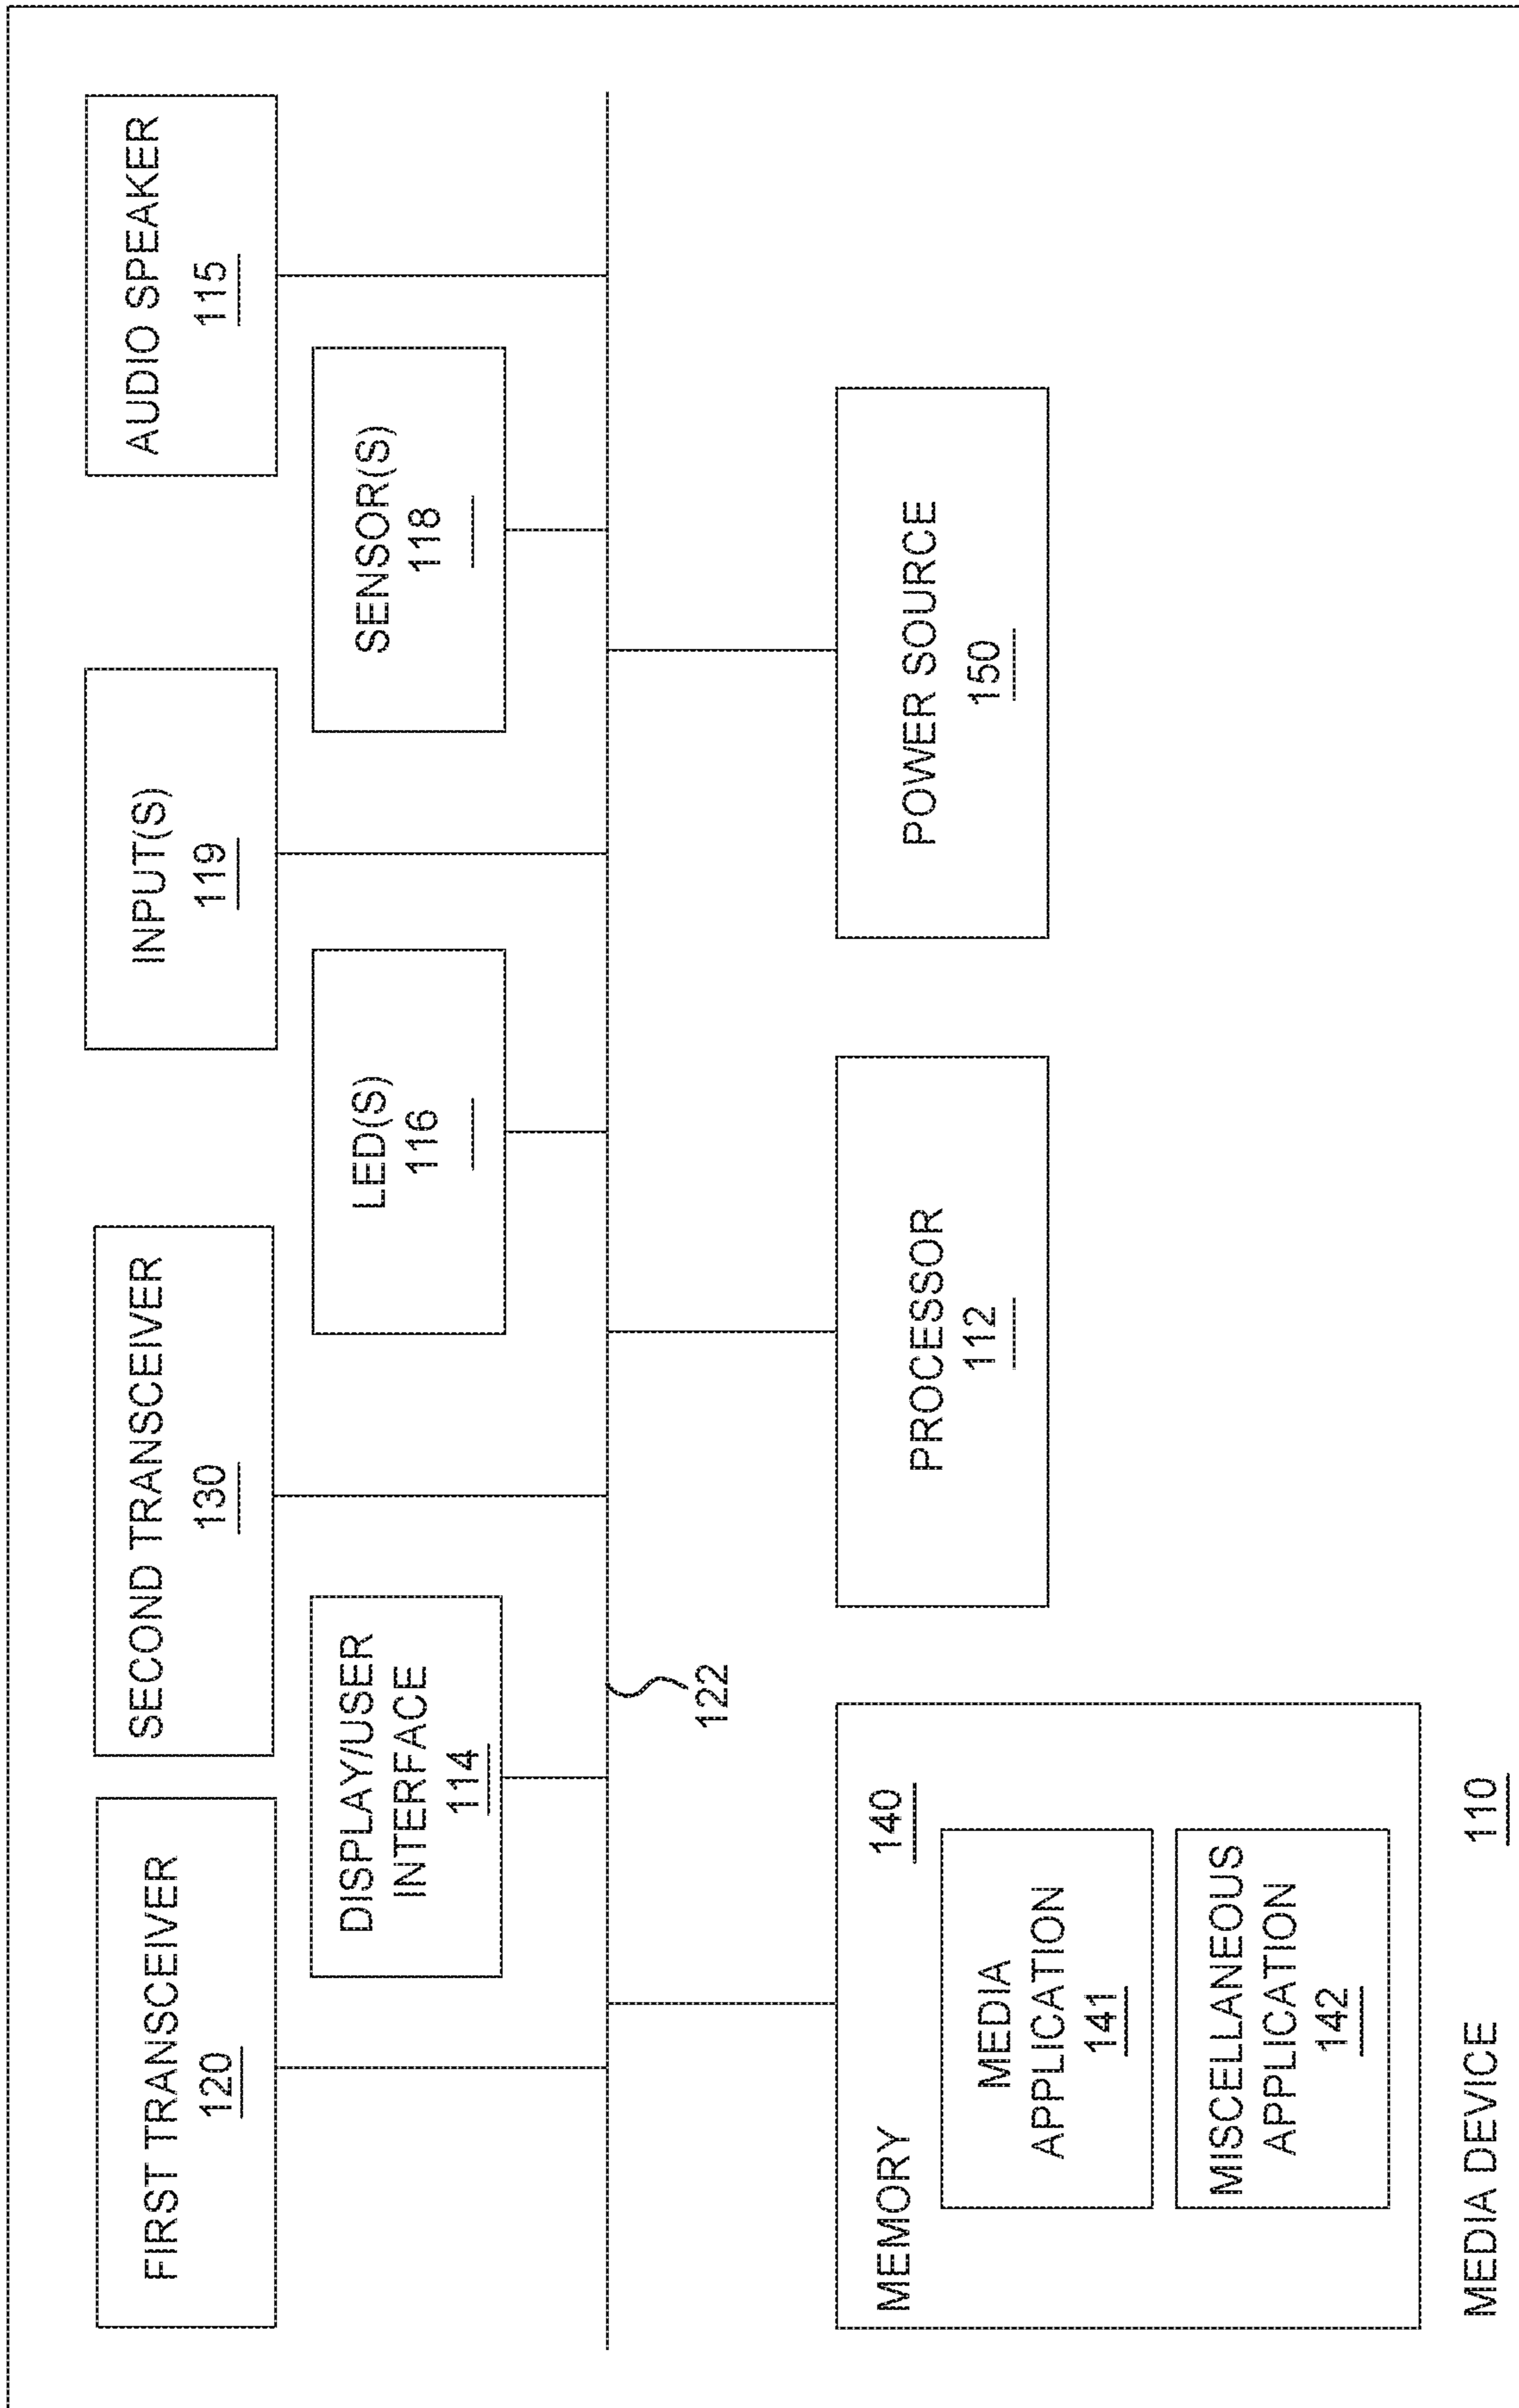 FIRST TRANSCEIVER
120
SECOND TRANSCEIVER
130
INPUT(S)
119
AUDIO SPEAKER
115
DISPLAY/USER
INTERFACE
114
LED(S)
116
SENSOR(S)
118
122
MEMORY
140
MEDIA
APPLICATION
141
MISCELLANEOUS
APPLICATION
142
PROCESSOR
112
POWER SOURCE
150
MEDIA DEVICE
110